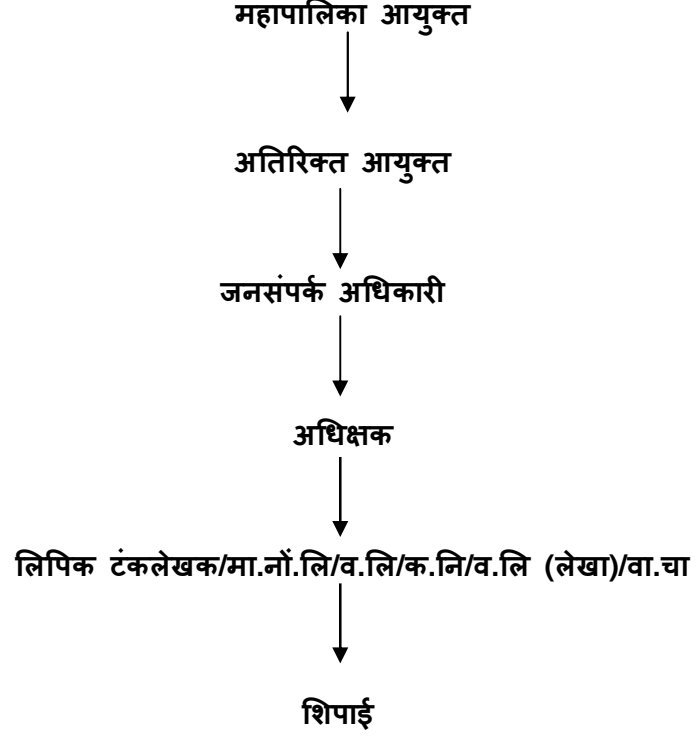 महापालिका आयुक्त
अतिरिक्त आयुक्त
जनसंपर्क अधिकारी
अधिक्षक
लिपिक टंकलेखक/मा.नों.लि/व.लि/क.नि/व.लि (लेखा)/वा.चा
शिपाई